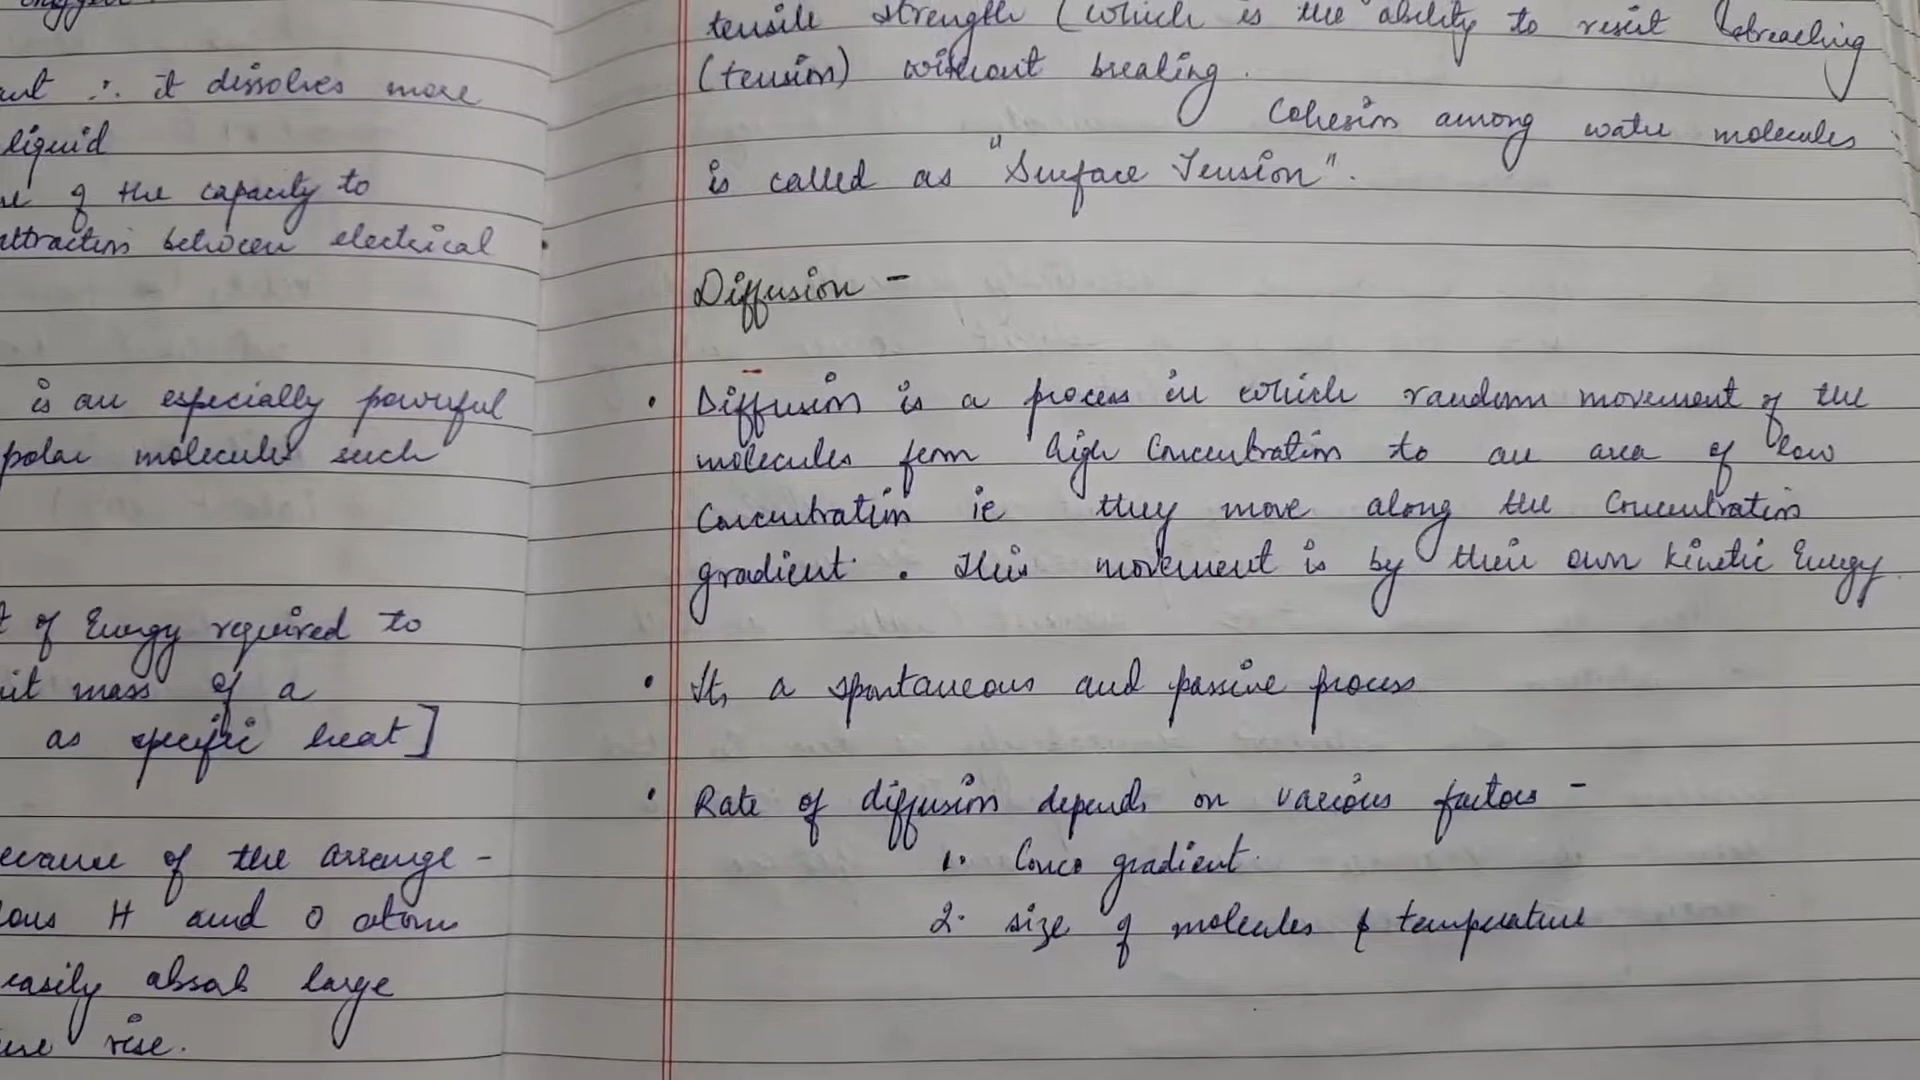 ant ∴ it dissolves more
liquid
of the capacity to
attraction between electrical
is an especially powerful
polar molecules such
of Energy required to
unit mass of a
as specific heat]
because of the arrange -
H and O atom
easily absorb large
rise.
tensile strength (which is the ability to resist
(tension) without breaking.
Cohesion among water molecules
is called as "Surface Tension".
Diffusion -
• Diffusion is a process in which random movement of the
molecules from high Concentration to an area of low
Concentration ie they move along the Concentration
gradient. This movement is by their own Kinetic Energy.
• Its a spontaneous and passive process
• Rate of diffusion depends on various factors -
1. Conc. gradient.
2. size of molecules & temperature